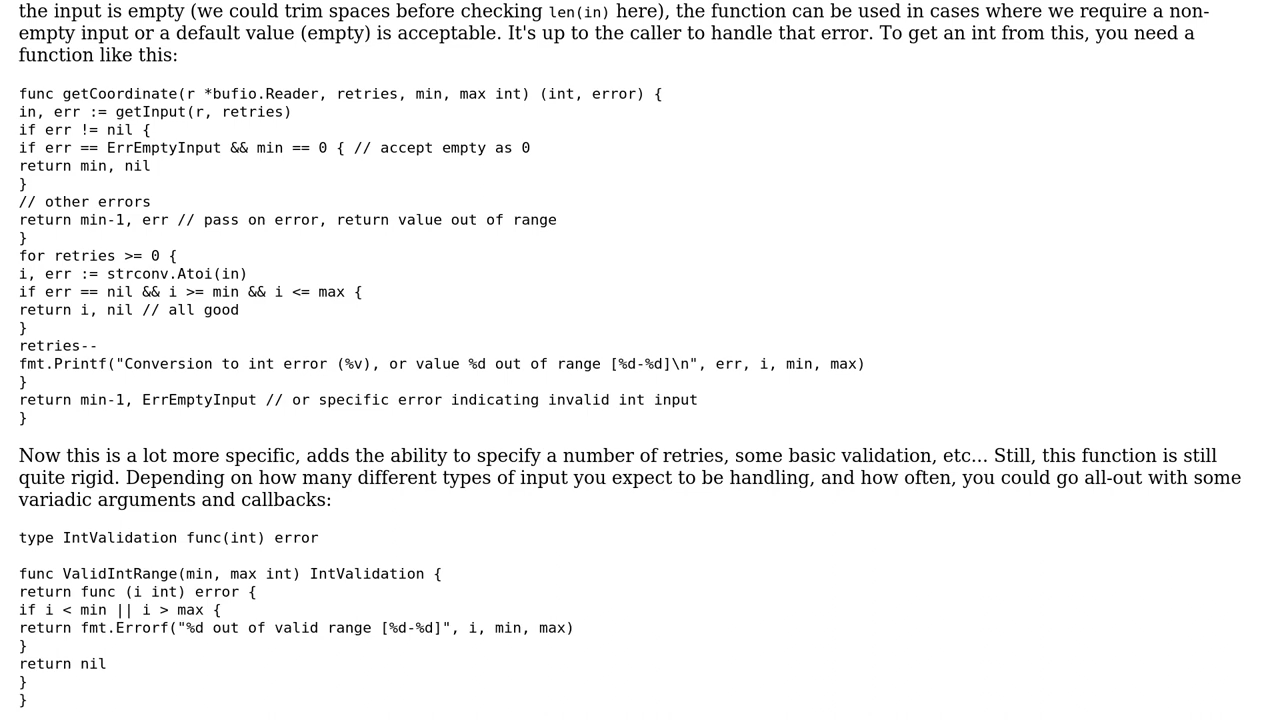 the input is empty (we could trim spaces before checking len(in) here), the function can be used in cases where we require a non-
empty input or a default value (empty) is acceptable. It's up to the caller to handle that error. To get an int from this, you need a
function like this:
func getCoordinate(r *bufio.Reader, retries, min, max int) (int, error) {
in, err := getInput(r, retries)
if err != nil {
if err == ErrEmptyInput && min == 0 { // accept empty as 0
return min, nil
}
// other errors
return min-1, err // pass on error, return value out of range
}
for retries >= 0 {
i, err := strconv.Atoi(in)
if err == nil && i >= min && i <= max {
return i, nil // all good
}
retries--
fmt.Printf("Conversion to int error (%v), or value %d out of range [%d-%d]\n", err, i, min, max)
}
return min-1, ErrEmptyInput // or specific error indicating invalid int input
}
Now this is a lot more specific, adds the ability to specify a number of retries, some basic validation, etc... Still, this function is still
quite rigid. Depending on how many different types of input you expect to be handling, and how often, you could go all-out with some
variadic arguments and callbacks:
type IntValidation func(int) error
func ValidIntRange(min, max int) IntValidation {
return func (i int) error {
if i < min || i > max {
return fmt.Errorf("%d out of valid range [%d-%d]", i, min, max)
}
return nil
}
}